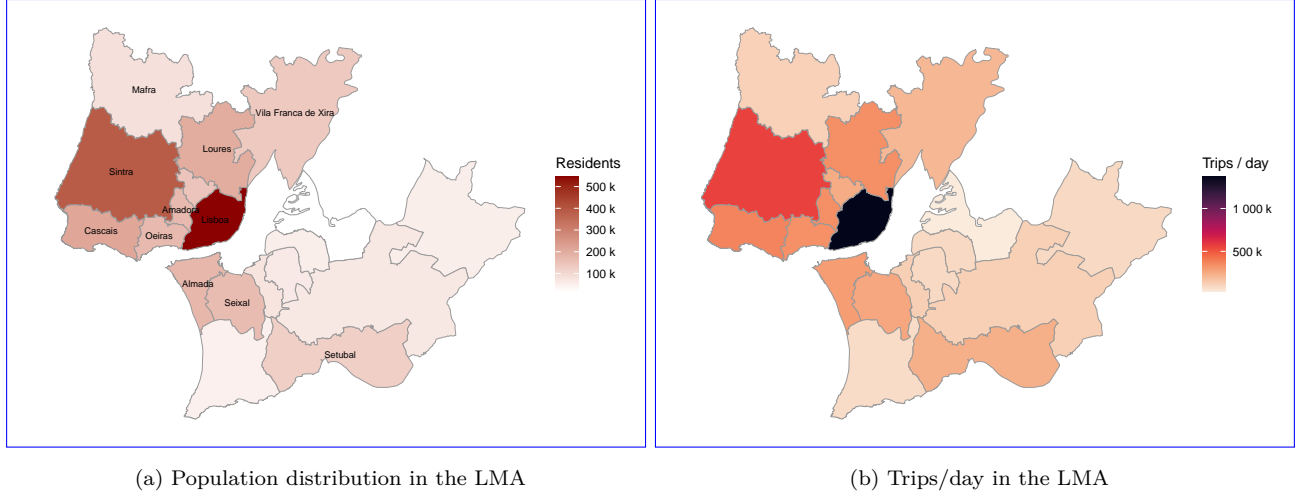 Mafra
Vila Franca de Xira
Loures
Sintra
Amadora
Lisboa
Cascais
Oeiras
Almada
Seixal
Setubal
Residents
500 k
400 k
300 k
200 k
100 k
Trips / day
1 000 k
500 k
(a) Population distribution in the LMA
(b) Trips/day in the LMA